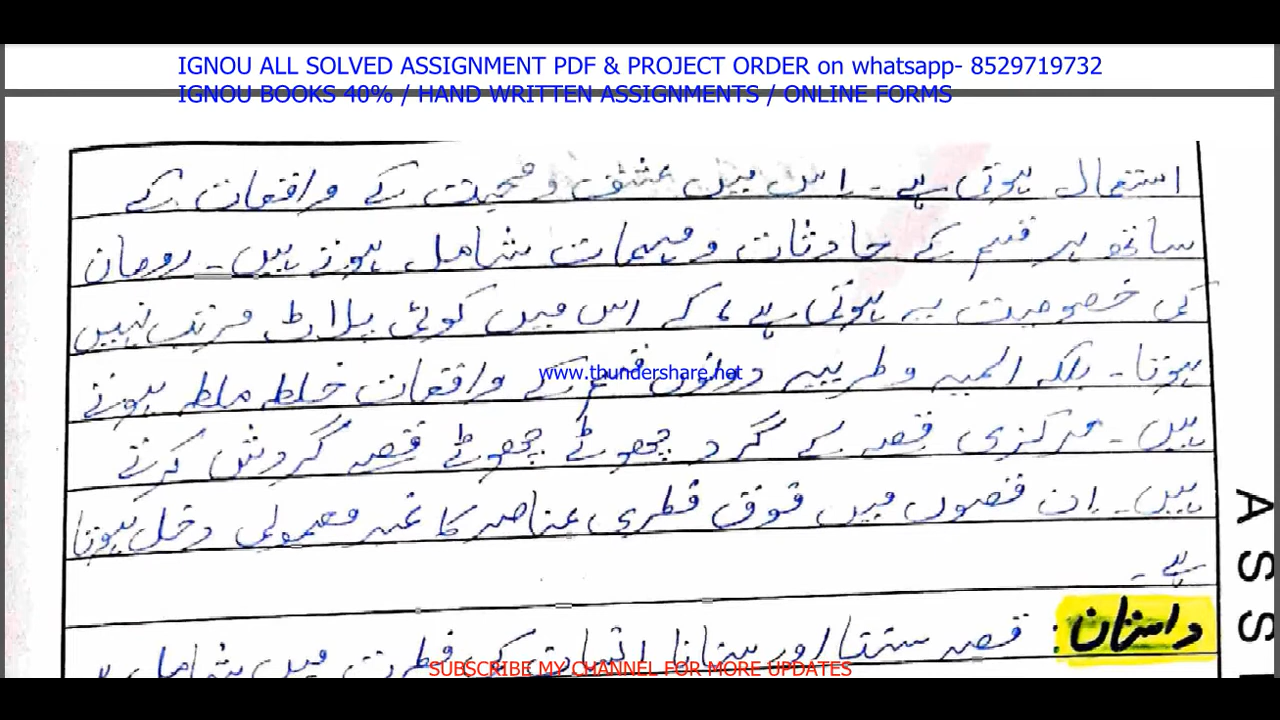 IGNOU ALL SOLVED ASSIGNMENT PDF & PROJECT ORDER on whatsapp- 8529719732
IGNOU BOOKS 40% / HAND WRITTEN ASSIGNMENTS / ONLINE FORMS
استعمال ہوتی ہے۔ اس میں عشق و محبت کے واقعات کے
ساتھ ہر قسم کے حادثات و مہمات شامل ہوتے ہیں۔ رومان
کی خصوصیت یہ ہوتی ہے، کہ اس میں کوئی پلاٹ مرتب نہیں
ہوتا۔ بلکہ المیہ و طربیہ دونوں قسم کے واقعات خلط ملط ہوتے
www.thundershare.net
ہیں۔ مرکزی قصہ کے گرد چھوٹے چھوٹے قصہ گردش کرتے
ہیں۔ ان قصوں میں فوق فطری عناصر کا غیر معمولی دخل ہوتا
ہے۔
داستان: قصہ سننا اور سنانا انسان کی فطرت میں شامل ہے
SUBSCRIBE MY CHANNEL FOR MORE UPDATES
A S S